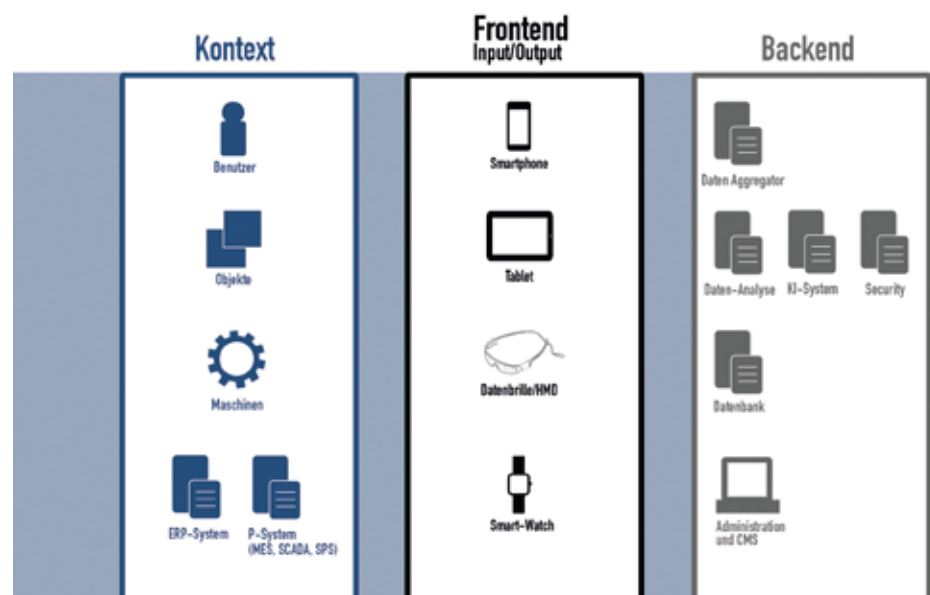 Kontext
Benutzer
Objekte
Maschinen
ERP-System
P-System
(MES, SCADA, SPS)
Frontend
Input/Output
Smartphone
Tablet
Datenbrille/HMD
Smart-Watch
Backend
Daten Aggregator
Daten-Analyse
KI-System
Security
Datenbank
Administration
und CMS